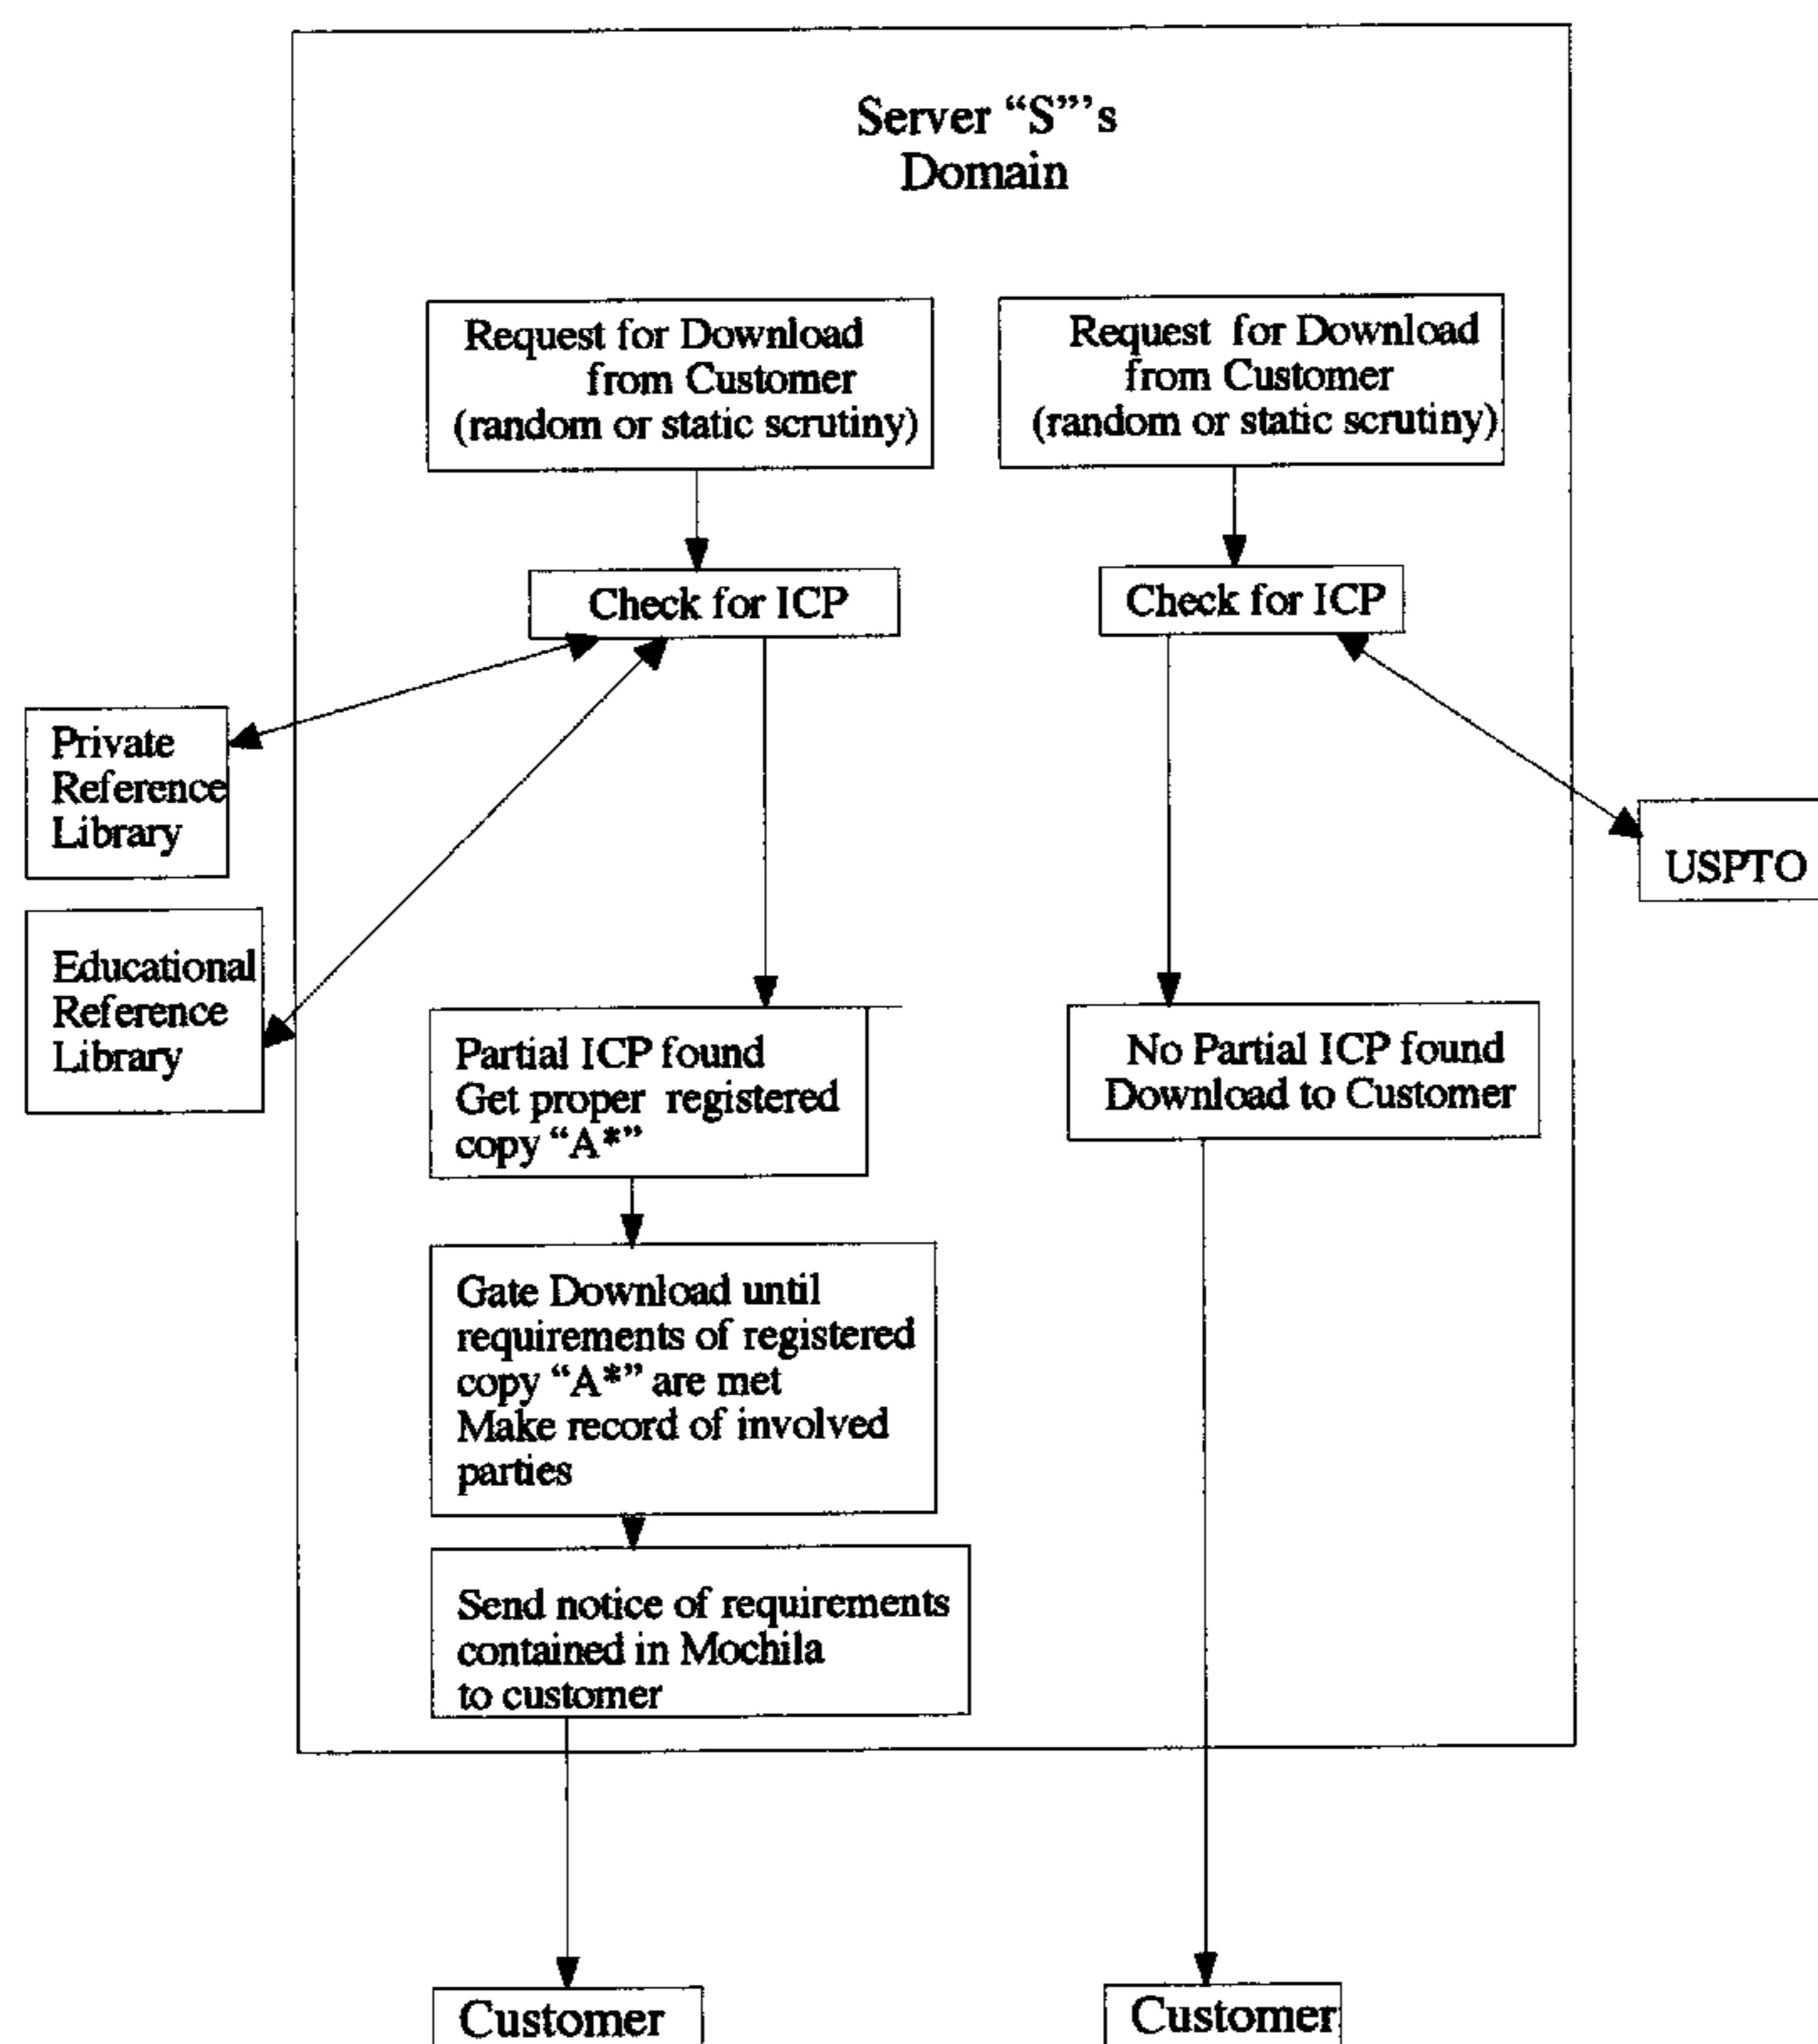 Server “S”’s
Domain
Request for Download
from Customer
(random or static scrutiny)
Request for Download
from Customer
(random or static scrutiny)
Check for ICP
Check for ICP
Private
Reference
Library
USPTO
Educational
Reference
Library
Partial ICP found
Get proper registered
copy “A*”
No Partial ICP found
Download to Customer
Gate Download until
requirements of registered
copy “A*” are met
Make record of involved
parties
Send notice of requirements
contained in Mochila
to customer
Customer
Customer